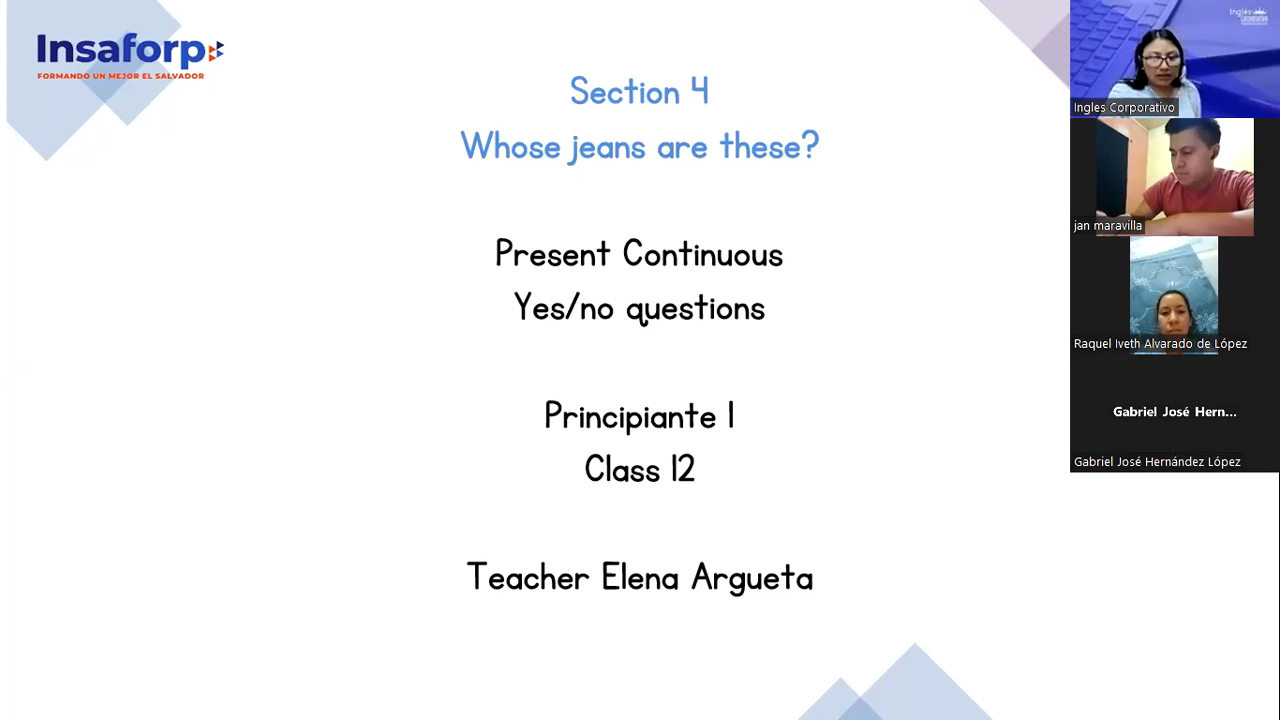 Insaforp
FORMANDO UN MEJOR EL SALVADOR
Section 4
Whose jeans are these?
Present Continuous
Yes/no questions
Principiante 1
Class 12
Teacher Elena Argueta
Ingles Corporativo
Ingles Corporativo
jan maravilla
Raquel Iveth Alvarado de López
Gabriel José Hern...
Gabriel José Hernández López